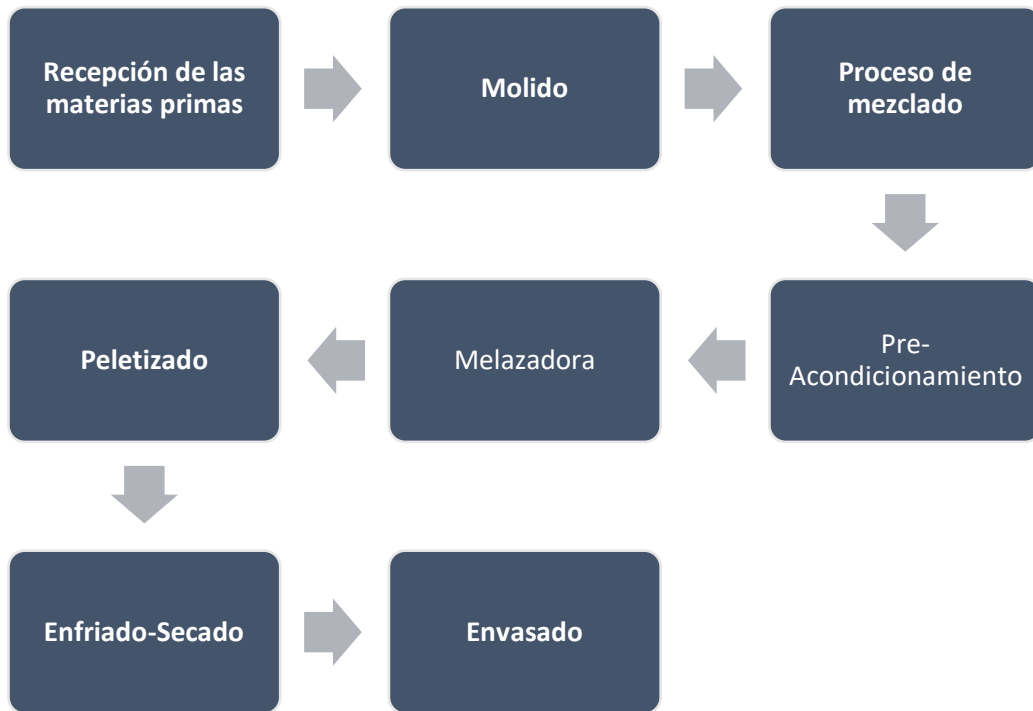 Recepción de las
materias primas
Molido
Proceso de
mezclado
Pre-
Acondicionamiento
Melazadora
Peletizado
Enfriado-Secado
Envasado